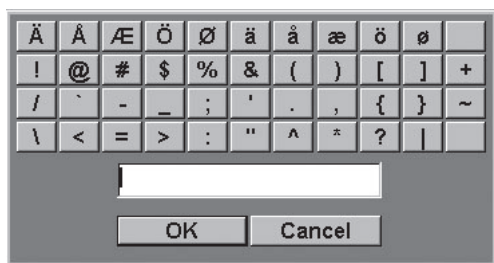 Ä Å Æ Ö Ø ä å æ ö ø
! @ # $ % & ( ) [ ] +
/ ` - _ ; ' . , { } ~
\ < = > : " ^ * ? |
OK Cancel